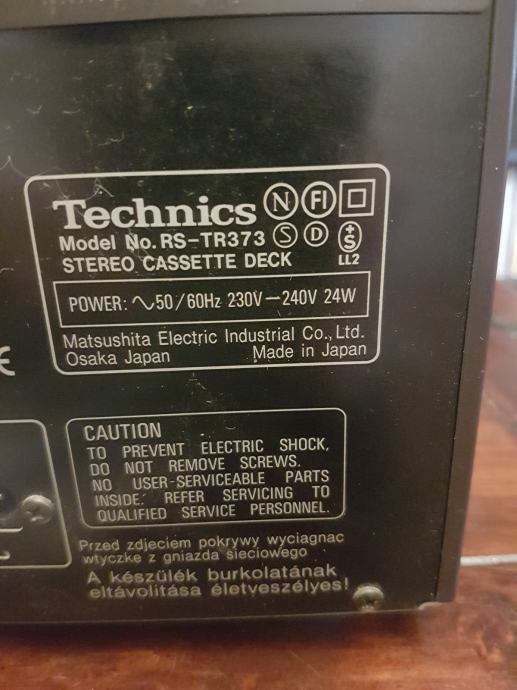 Technics N FI
Model No. RS-TR373 S D
STEREO CASSETTE DECK LL2
POWER: ∿50/60Hz 230V—240V 24W
Matsushita Electric Industrial Co., Ltd.
Osaka Japan Made in Japan
CE
CAUTION
TO PREVENT ELECTRIC SHOCK,
DO NOT REMOVE SCREWS.
NO USER-SERVICEABLE PARTS
INSIDE. REFER SERVICING TO
QUALIFIED SERVICE PERSONNEL.
Przed zdjeciem pokrywy wyciagnac
wtyczke z gniazda sieciowego
A készülék burkolatának
eltávolítása életveszélyes!